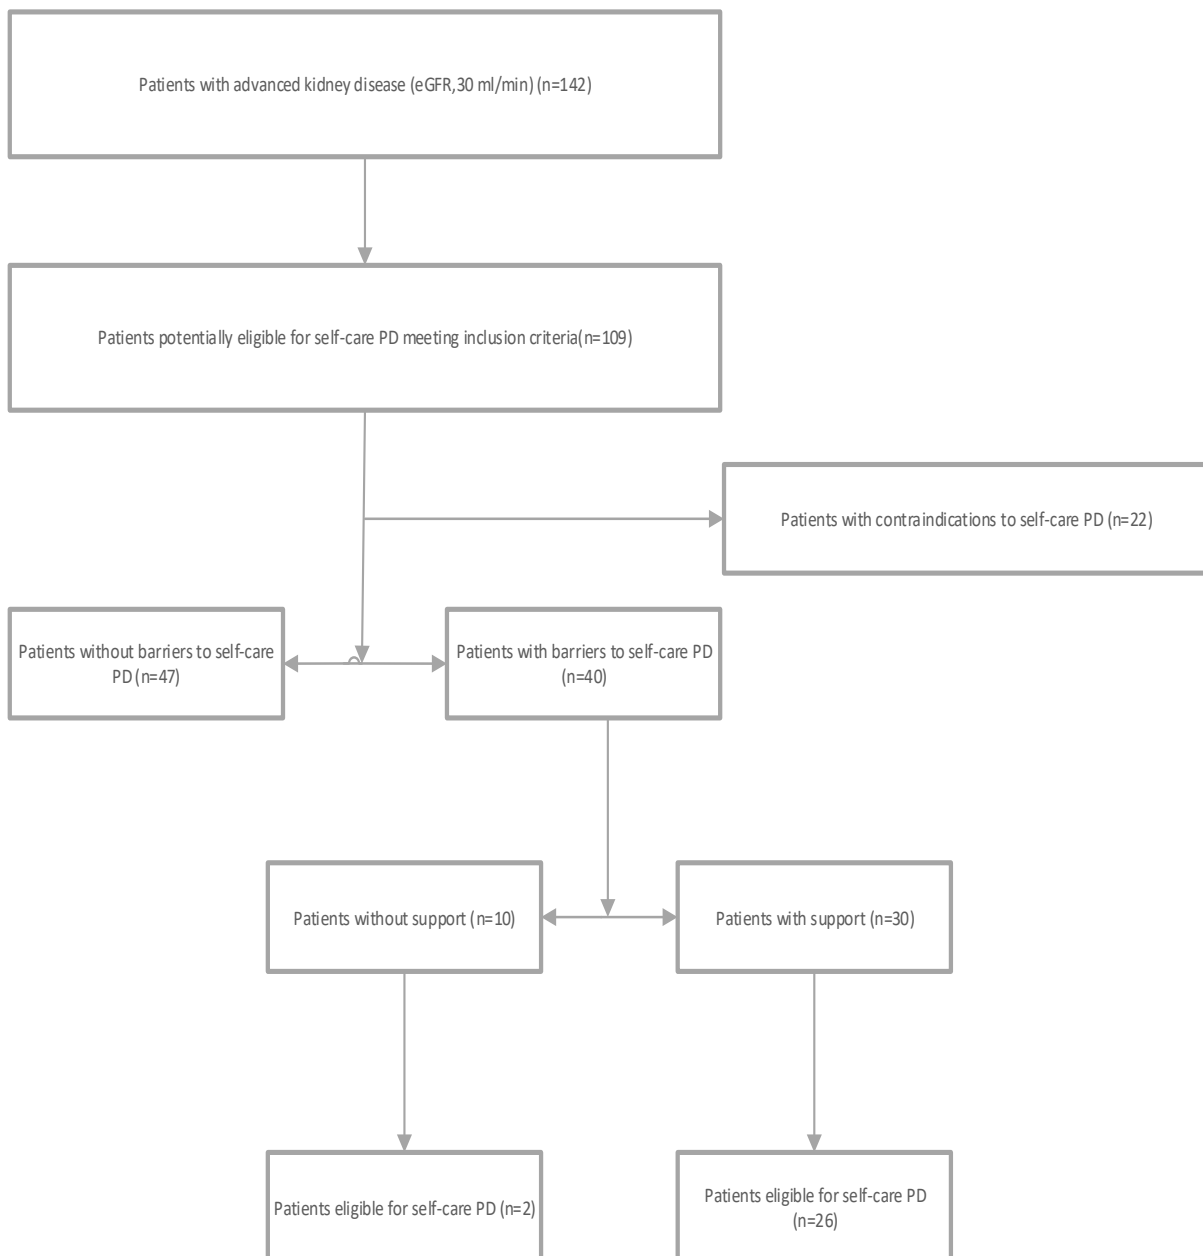 Patients with advanced kidney disease (eGFR,30 ml/min) (n=142)
Patients potentially eligible for self-care PD meeting inclusion criteria(n=109)
Patients with contraindications to self-care PD (n=22)
Patients without barriers to self-care
PD (n=47)
Patients with barriers to self-care PD
(n=40)
Patients without support (n=10)
Patients with support (n=30)
Patients eligible for self-care PD (n=2)
Patients eligible for self-care PD
(n=26)